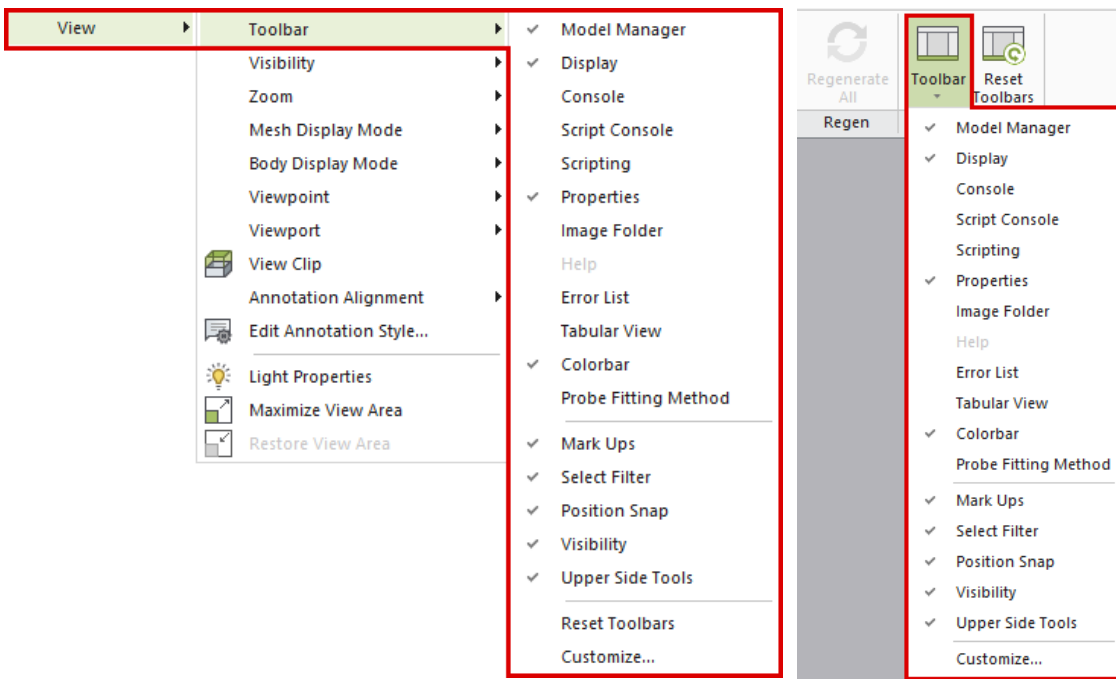 View
Toolbar
Visibility
Zoom
Mesh Display Mode
Body Display Mode
Viewpoint
Viewport
View Clip
Annotation Alignment
Edit Annotation Style...
Light Properties
Maximize View Area
Restore View Area
Model Manager
Display
Console
Script Console
Scripting
Properties
Image Folder
Help
Error List
Tabular View
Colorbar
Probe Fitting Method
Mark Ups
Select Filter
Position Snap
Visibility
Upper Side Tools
Reset Toolbars
Customize...
Regenerate
All
Regen
Toolbar
Reset
Toolbars
Model Manager
Display
Console
Script Console
Scripting
Properties
Image Folder
Help
Error List
Tabular View
Colorbar
Probe Fitting Method
Mark Ups
Select Filter
Position Snap
Visibility
Upper Side Tools
Customize...